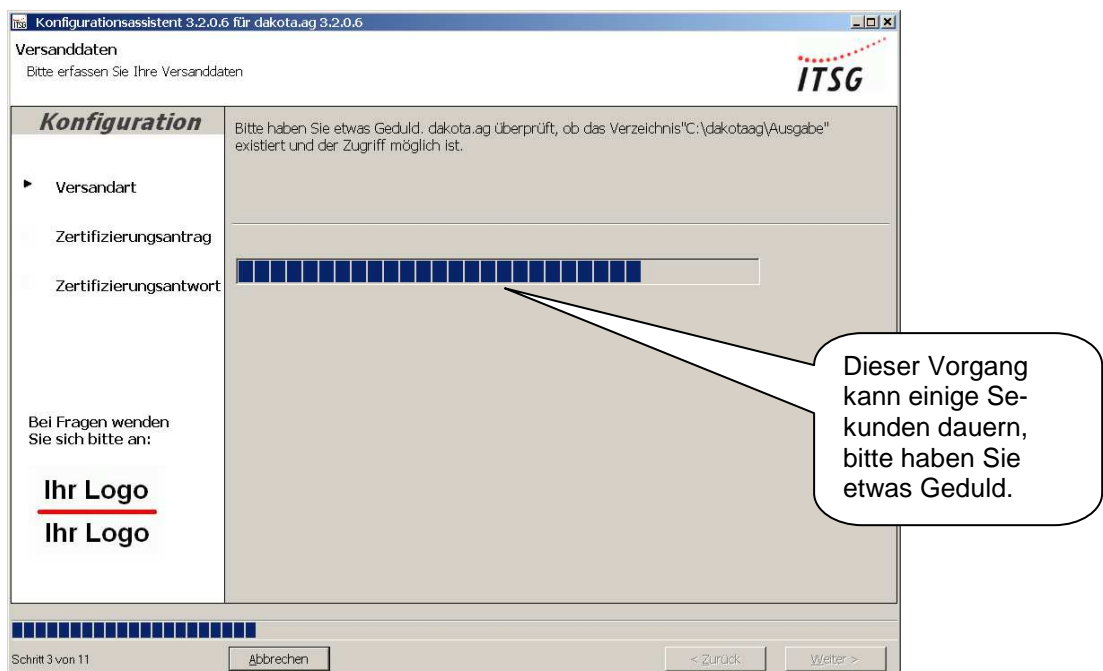 Konfigurationsassistent 3.2.0.6 für dakota.ag 3.2.0.6
Versanddaten
Bitte erfassen Sie Ihre Versanddaten
ITSG
Konfiguration
Versandart
Zertifizierungsantrag
Zertifizierungsantwort
Bei Fragen wenden
Sie sich bitte an:
Ihr Logo
Ihr Logo
Bitte haben Sie etwas Geduld. dakota.ag überprüft, ob das Verzeichnis"C:\dakotaag\Ausgabe"
existiert und der Zugriff möglich ist.
Dieser Vorgang
kann einige Se-
kunden dauern,
bitte haben Sie
etwas Geduld.
Schritt 3 von 11
Abbrechen
< Zurück
Weiter >